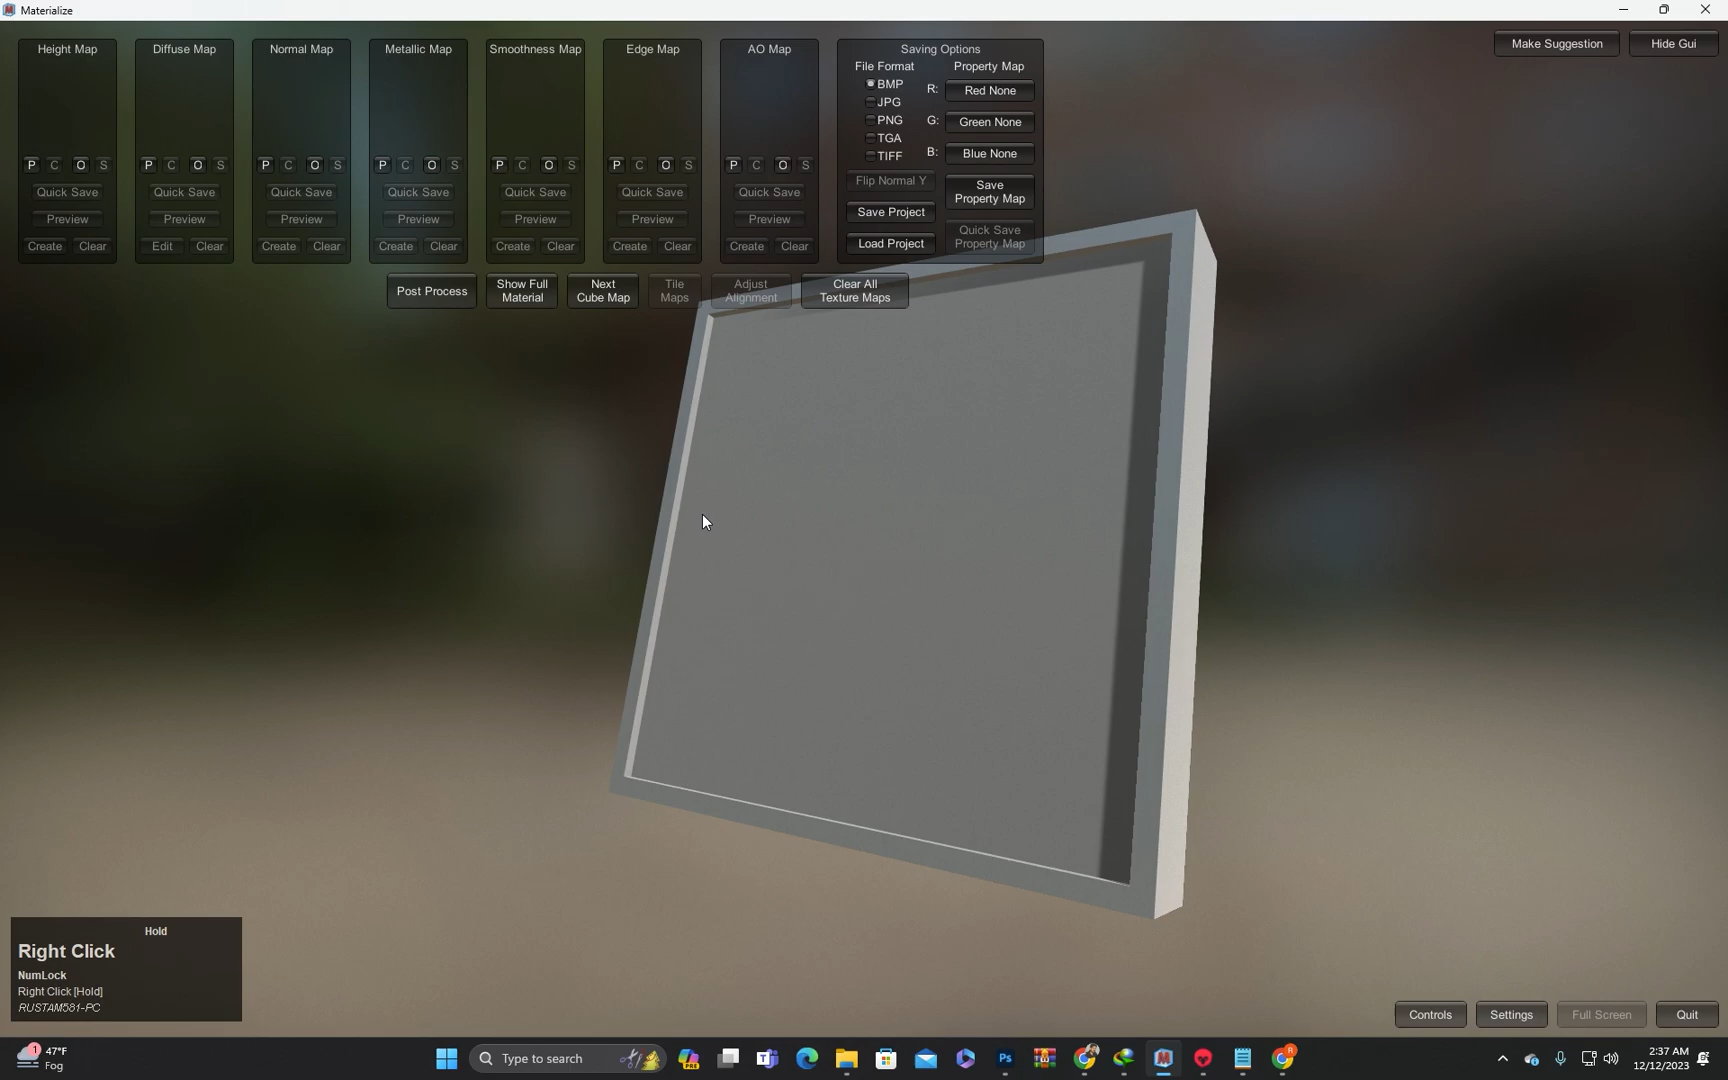 Materialize
Make Suggestion
Hide Gui
Height Map
Diffuse Map
Normal Map
Metallic Map
Smoothness Map
Edge Map
AO Map
Saving Options
File Format
Property Map
BMP
JPG
PNG
TGA
TIFF
R:
Red None
G:
Green None
B:
Blue None
P C O S
P C O S
P C O S
P C O S
P C O S
P C O S
P C O S
Quick Save
Quick Save
Quick Save
Quick Save
Quick Save
Quick Save
Quick Save
Preview
Preview
Preview
Preview
Preview
Preview
Preview
Create Clear
Edit Clear
Create Clear
Create Clear
Create Clear
Create Clear
Create Clear
Flip Normal Y
Save
Property Map
Save Project
Quick Save
Property Map
Load Project
Post Process
Show Full
Material
Next
Cube Map
Tile
Maps
Adjust
Alignment
Clear All
Texture Maps
Hold
Right Click
NumLock
Right Click [Hold]
RUSTAM581-PC
Controls
Settings
Full Screen
Quit
1
47°F
Fog
Type to search
PRE
Ps
R
2:37 AM
12/12/2023